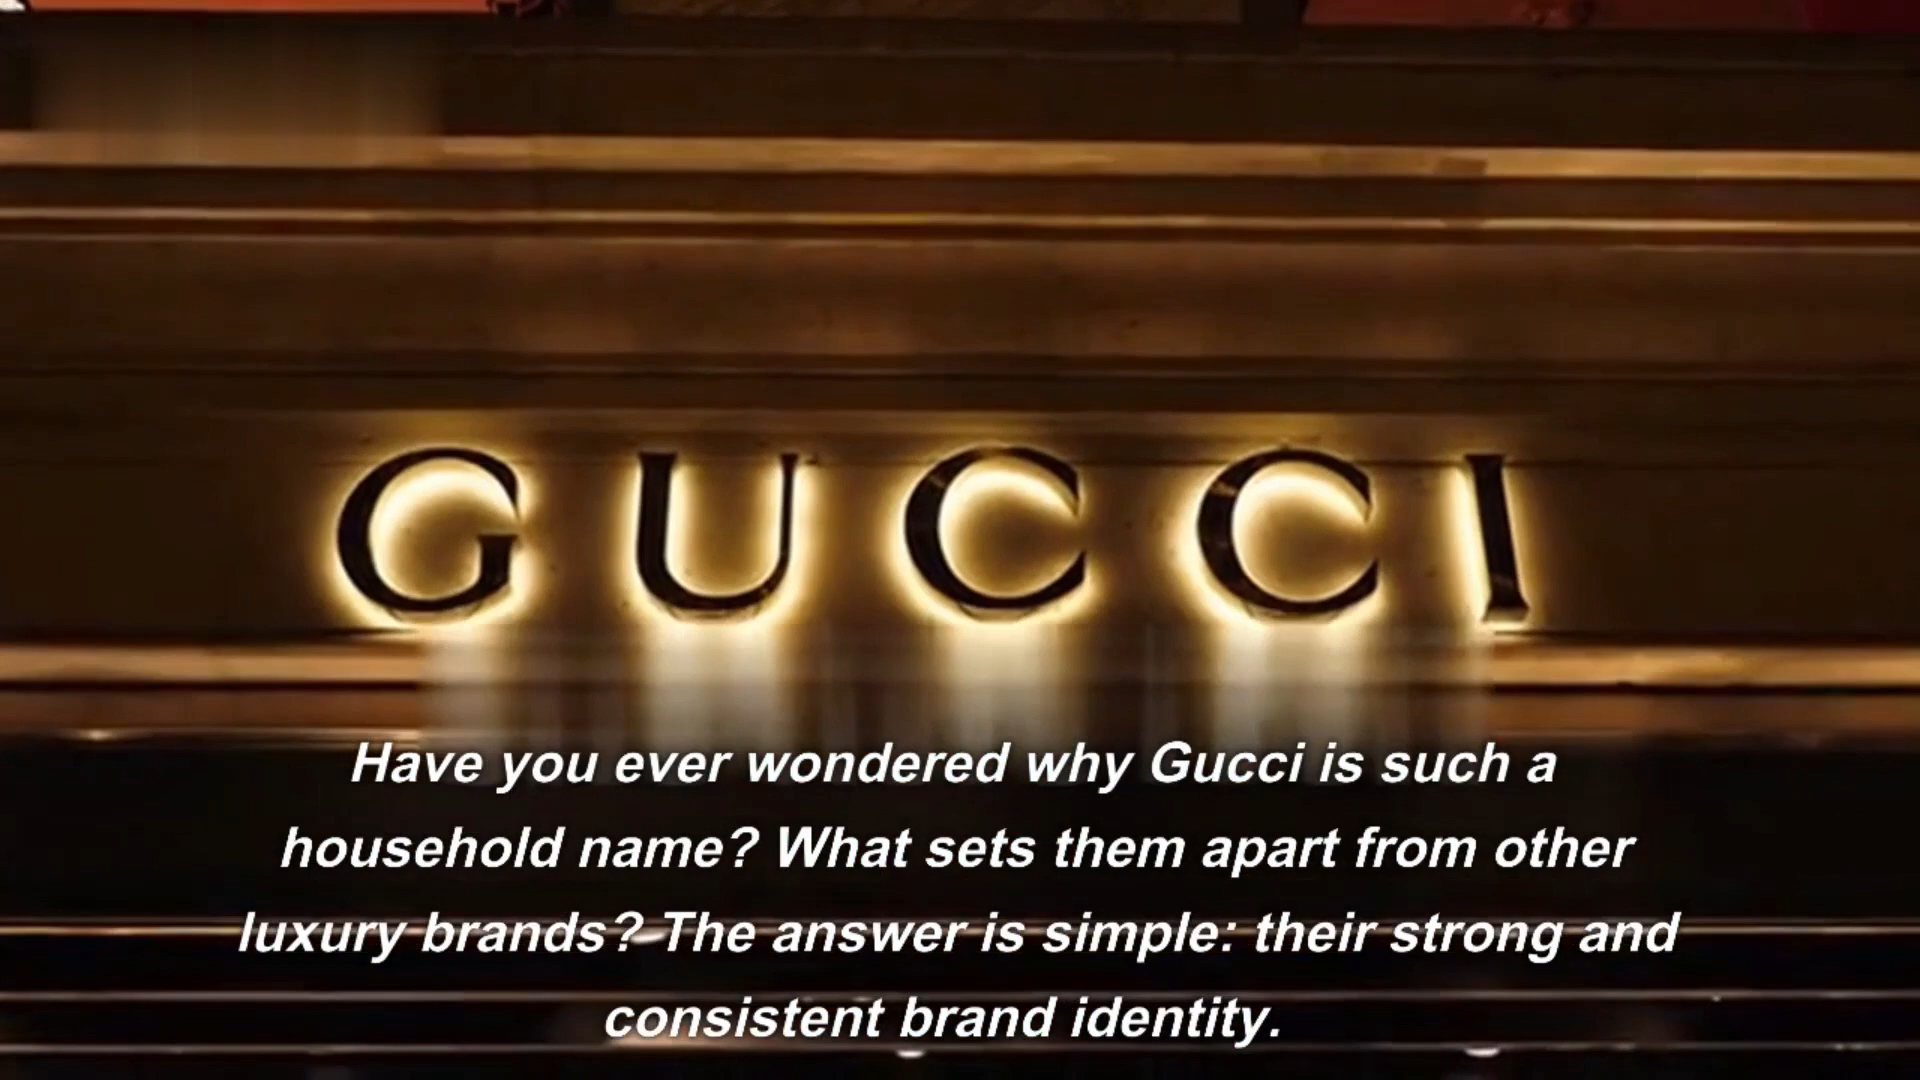 GUCCI
Have you ever wondered why Gucci is such a
household name? What sets them apart from other
luxury brands? The answer is simple: their strong and
consistent brand identity.